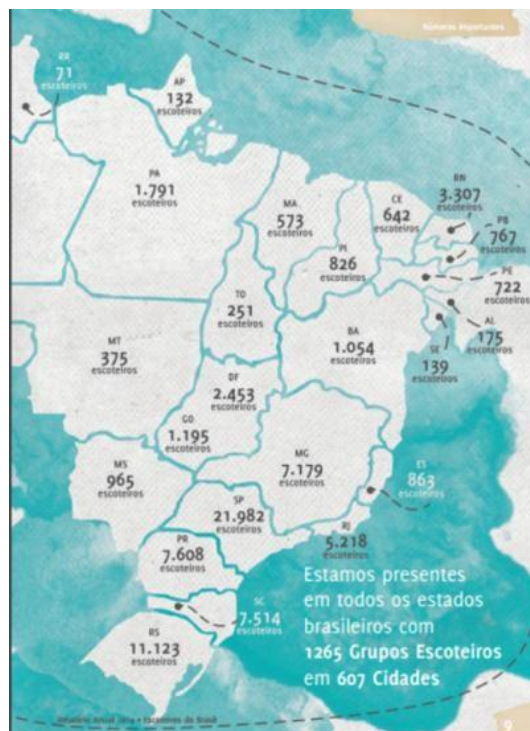 Números Importantes
RR
71
escoteiros
AP
132
escoteiros
PA
1.791
escoteiros
MA
573
escoteiros
CE
642
escoteiros
RN
3.307
escoteiros
PB
767
escoteiros
PI
826
escoteiros
PE
722
escoteiros
TO
251
escoteiros
BA
1.054
escoteiros
AL
175
escoteiros
SE
139
escoteiros
MT
375
escoteiros
DF
2.453
escoteiros
GO
1.195
escoteiros
MS
965
escoteiros
MG
7.179
escoteiros
ES
863
escoteiros
SP
21.982
escoteiros
RJ
5.218
escoteiros
PR
7.608
escoteiros
SC
7.514
escoteiros
RS
11.123
escoteiros
Estamos presentes
em todos os estados
brasileiros com
1265 Grupos Escoteiros
em 607 Cidades
Relatório Anual 2014 • Escoteiros do Brasil
9